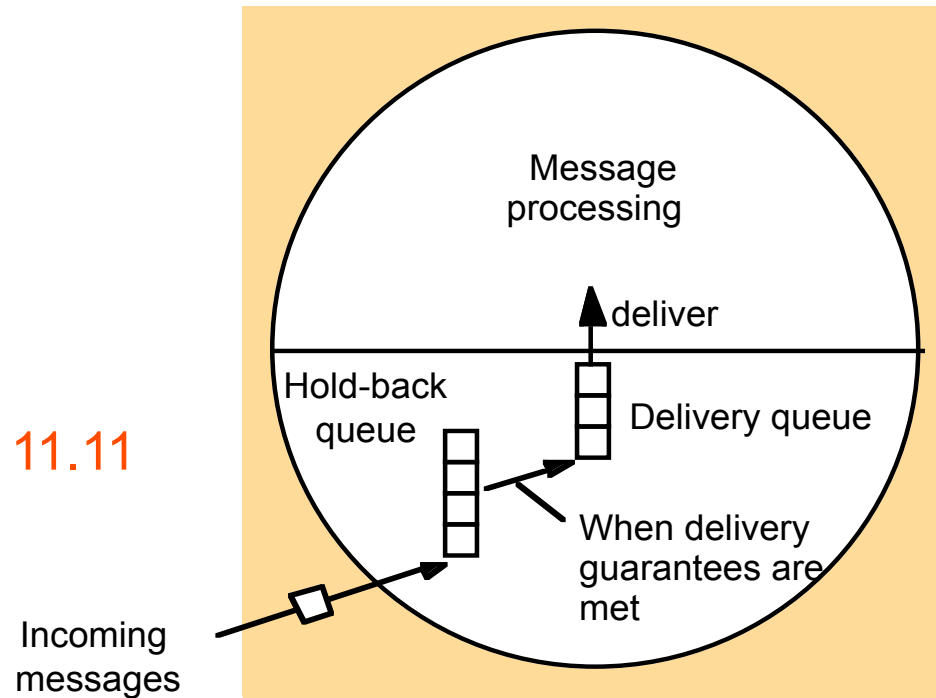 Message
processing
deliver
Hold-back
queue
Delivery queue
11.11
When delivery
guarantees are
met
Incoming
messages